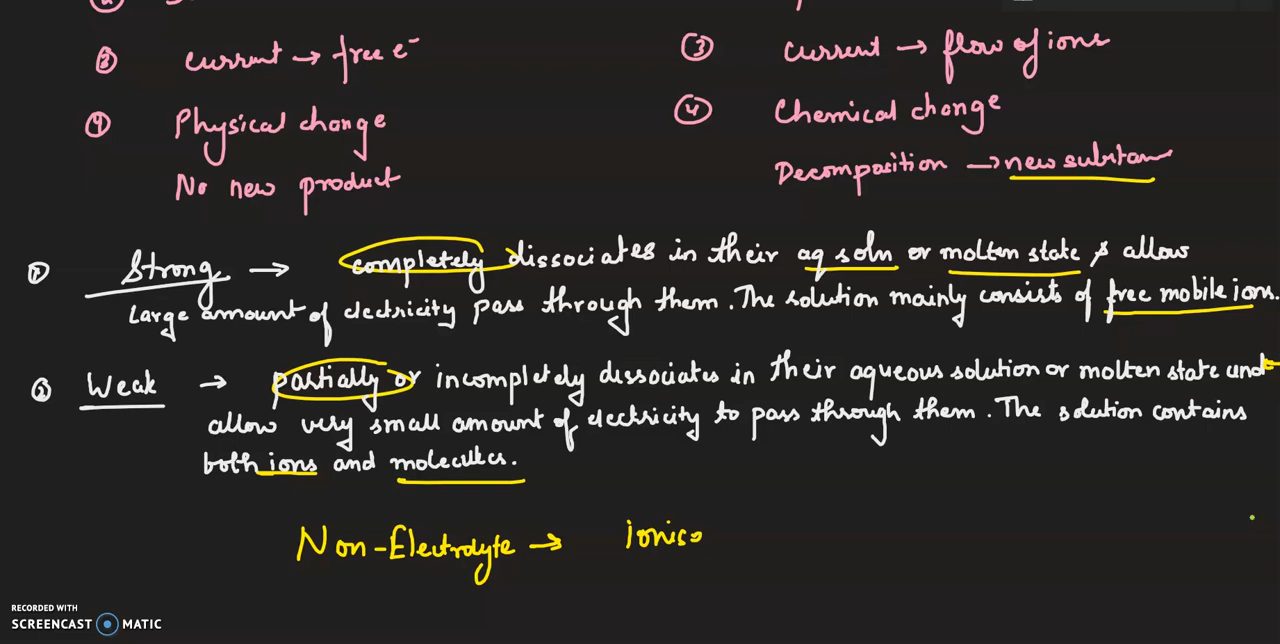 ③ current → free e⁻
③ Current → flow of ions
④ Physical change
④ Chemical change
No new product
Decomposition → new substan
① Strong → completely dissociates in their aq soln or molten state & allow
large amount of electricity pass through them. The solution mainly consists of free mobile ions.
② Weak → partially or incompletely dissociates in their aqueous solution or molten state and
allow very small amount of electricity to pass through them. The solution contains
both ions and molecules.
Non-Electrolyte → ionis
RECORDED WITH
SCREENCAST MATIC